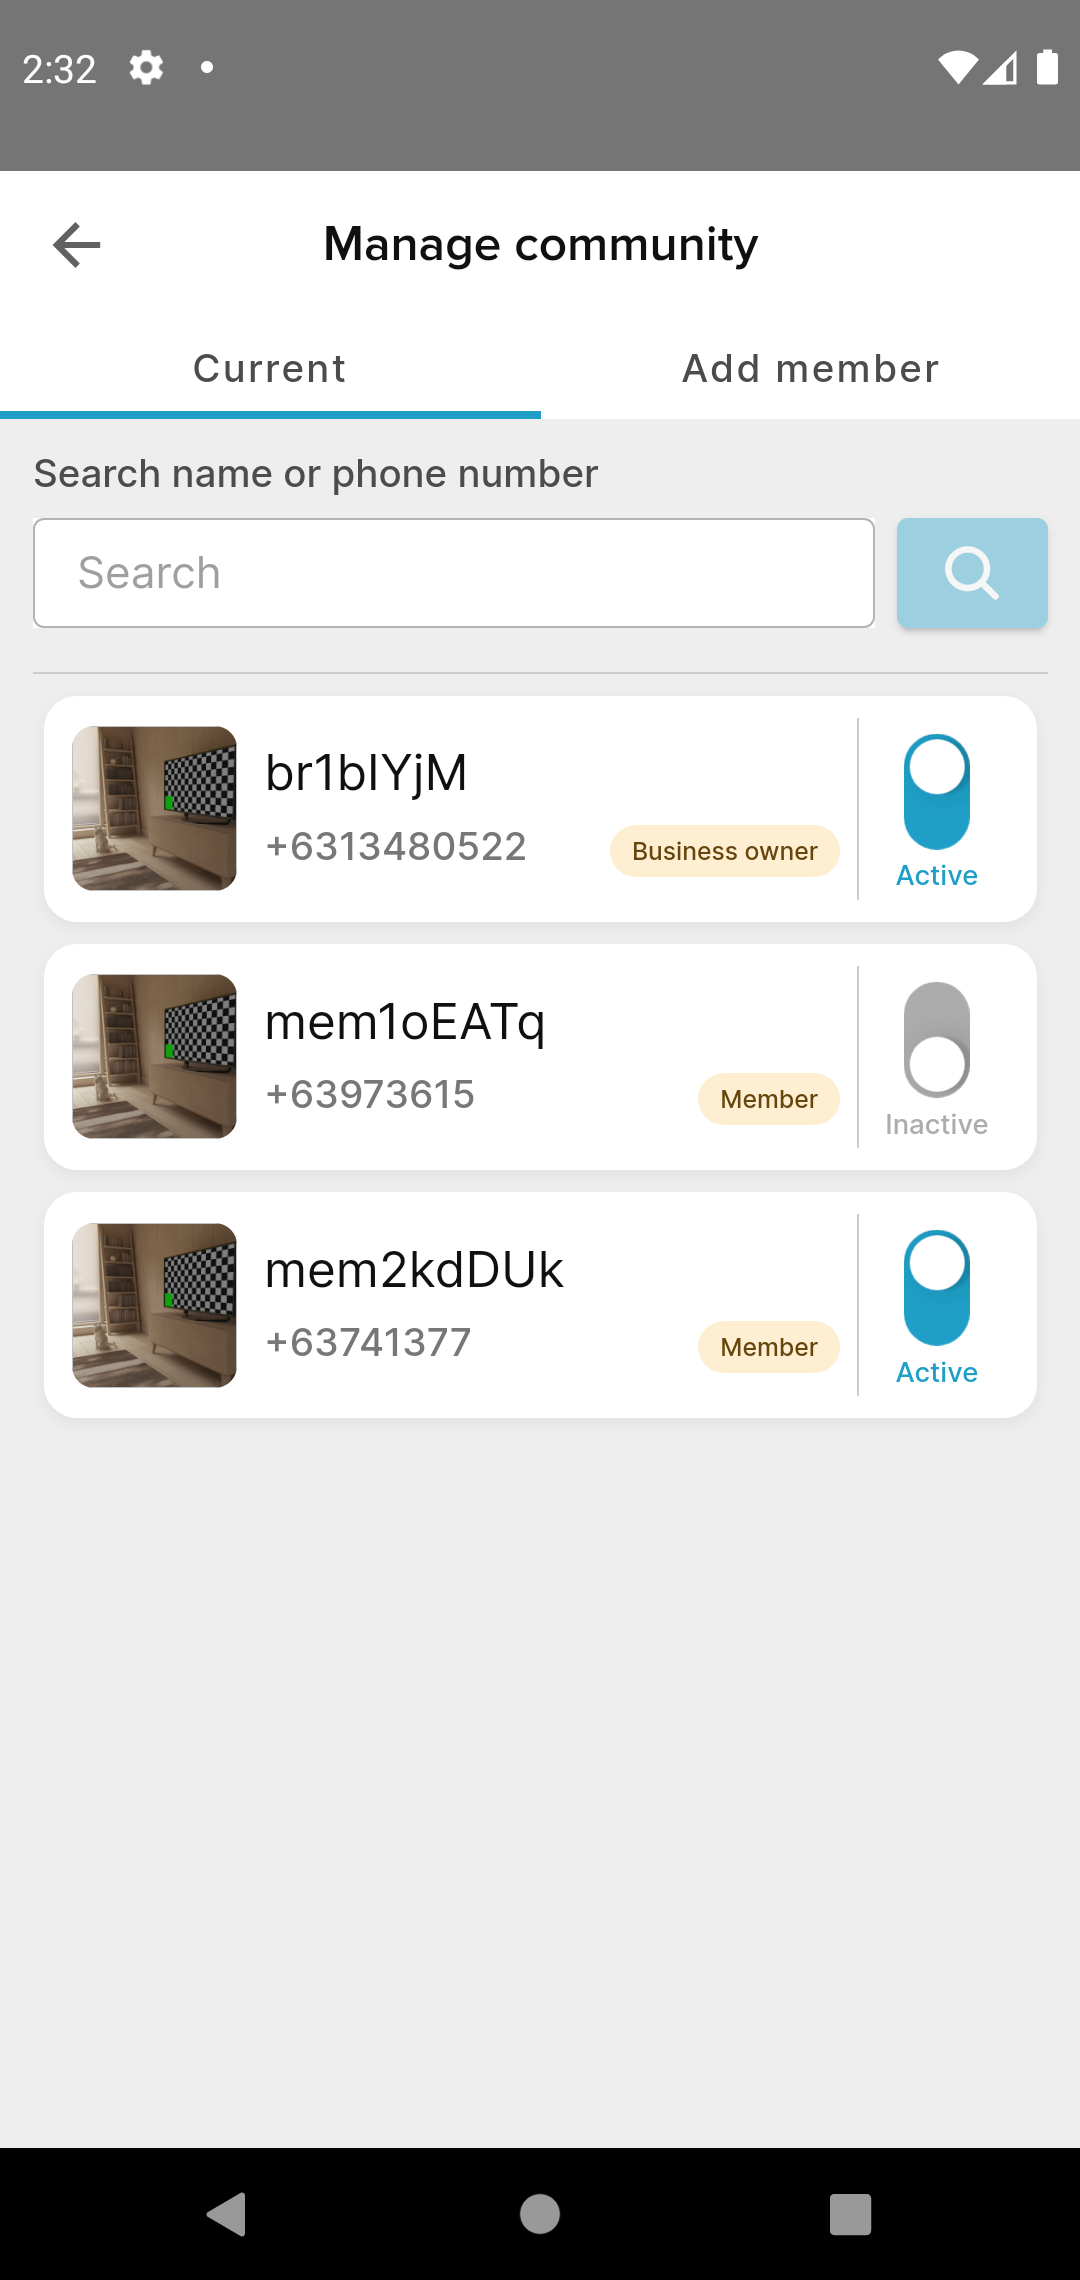 2:32
Manage community
Current
Add member
Search name or phone number
Search
br1bIYjM
+6313480522
Business owner
Active
mem1oEATq
+63973615
Member
Inactive
mem2kdDUk
+63741377
Member
Active